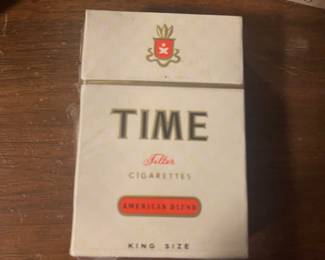 TIME
Filter
CIGARETTES
AMERICAN BLEND
KING SIZE